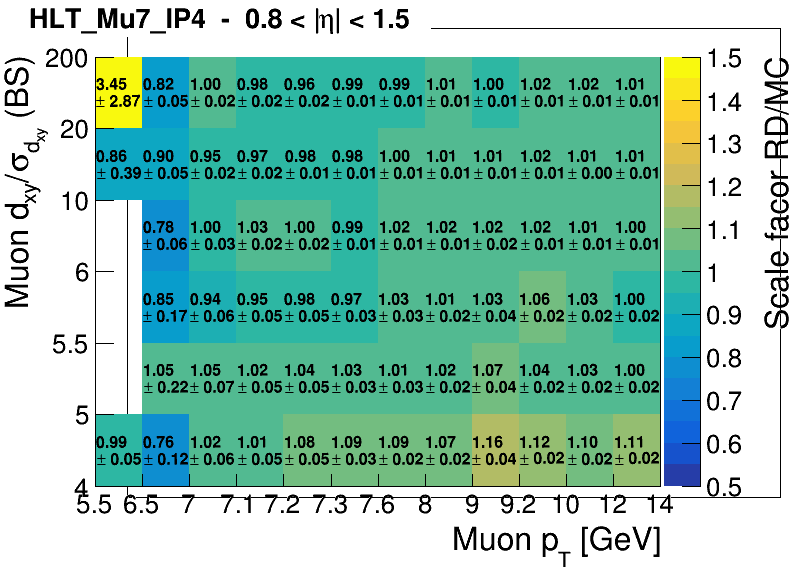 HLT_Mu7_IP4 - 0.8 < |η| < 1.5
200
3.45 0.82 1.00 0.98 0.96 0.99 0.99 1.01 1.00 1.02 1.02 1.01
± 2.87 ± 0.05 ± 0.02 ± 0.02 ± 0.02 ± 0.01 ± 0.01 ± 0.01 ± 0.01 ± 0.01 ± 0.01 ± 0.01
20
0.86 0.90 0.95 0.97 0.98 0.98 1.00 1.01 1.01 1.02 1.01 1.01
± 0.39 ± 0.05 ± 0.02 ± 0.02 ± 0.01 ± 0.01 ± 0.01 ± 0.01 ± 0.01 ± 0.01 ± 0.00 ± 0.01
10
0.78 1.00 1.03 1.00 0.99 1.02 1.02 1.02 1.02 1.01 1.00
± 0.06 ± 0.03 ± 0.02 ± 0.02 ± 0.01 ± 0.01 ± 0.01 ± 0.01 ± 0.01 ± 0.01 ± 0.01
6
0.85 0.94 0.95 0.98 0.97 1.03 1.01 1.03 1.06 1.03 1.00
± 0.17 ± 0.06 ± 0.05 ± 0.05 ± 0.03 ± 0.03 ± 0.02 ± 0.04 ± 0.02 ± 0.02 ± 0.02
5.5
1.05 1.05 1.02 1.04 1.03 1.01 1.02 1.07 1.04 1.03 1.00
± 0.22 ± 0.07 ± 0.05 ± 0.05 ± 0.03 ± 0.03 ± 0.02 ± 0.04 ± 0.02 ± 0.02 ± 0.02
5
0.99 0.76 1.02 1.01 1.08 1.09 1.09 1.07 1.16 1.12 1.10 1.11
± 0.05 ± 0.12 ± 0.06 ± 0.05 ± 0.05 ± 0.03 ± 0.02 ± 0.02 ± 0.04 ± 0.02 ± 0.02 ± 0.02
4
5.5 6.5 7 7.1 7.2 7.3 7.6 8 9 9.2 10 12 14
Muon p_T [GeV]
Muon d_xy/σ_d_xy (BS)
1.5
1.4
1.3
1.2
1.1
1
0.9
0.8
0.7
0.6
0.5
Scale facor RD/MC